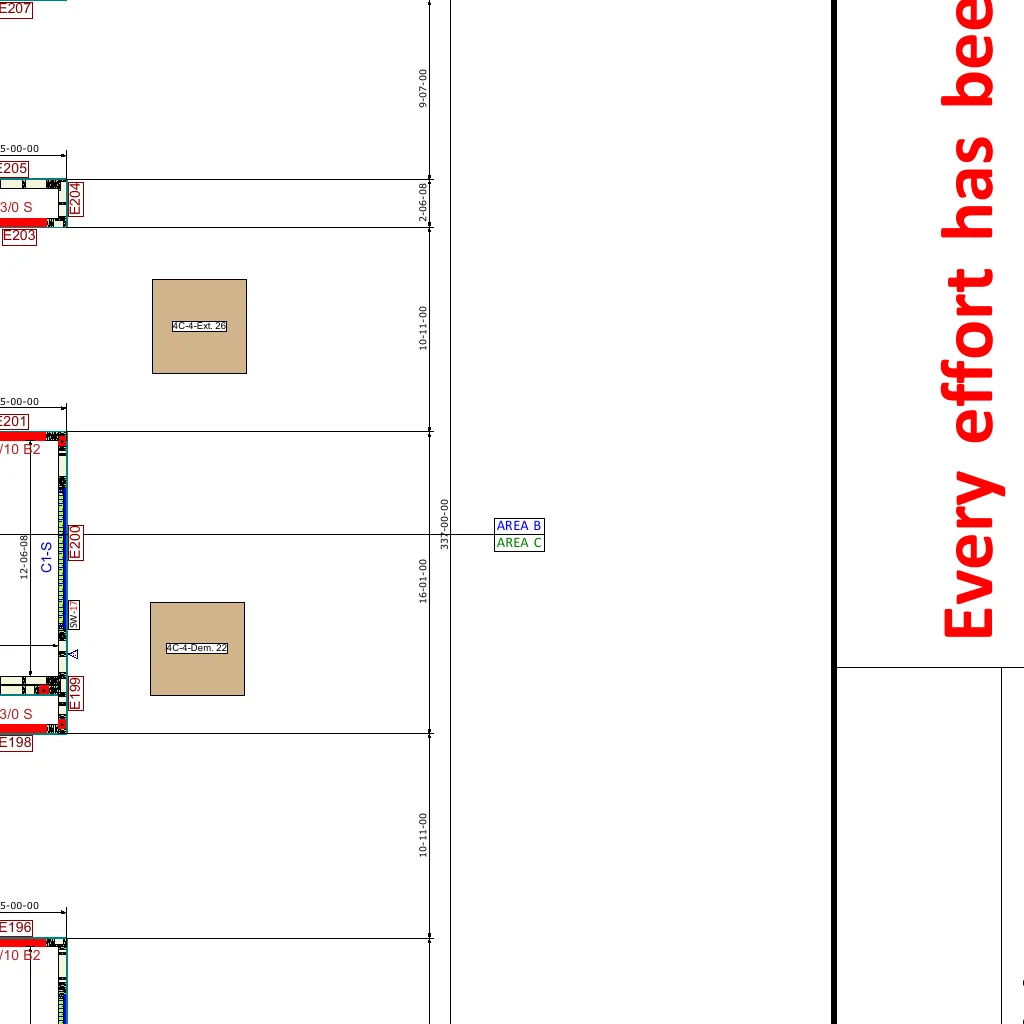 E207
9-07-00
5-00-00
E205
E204
3/0 S
2-06-08
E203
4C-4-Ext. 26
10-11-00
5-00-00
E201
/10 B2
337-00-00
AREA B
AREA C
E200
12-06-08
C1-S
16-01-00
SW-17
4C-4-Dem. 22
E199
3/0 S
E198
10-11-00
5-00-00
E196
/10 B2
Every effort has bee